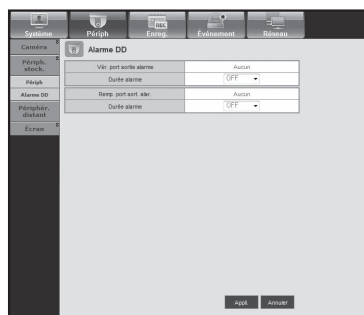 Système
Périph
REC
Enreg.
Événement
Réseau
Caméra
Périph.
stock.
Périph
Alarme DD
Périphér.
distant
Écran
Alarme DD
Vér. port sortie alarme
Aucun
Durée alarme
OFF
Remp. port sort. alar.
Aucun
Durée alarme
OFF
Appl.
Annuler